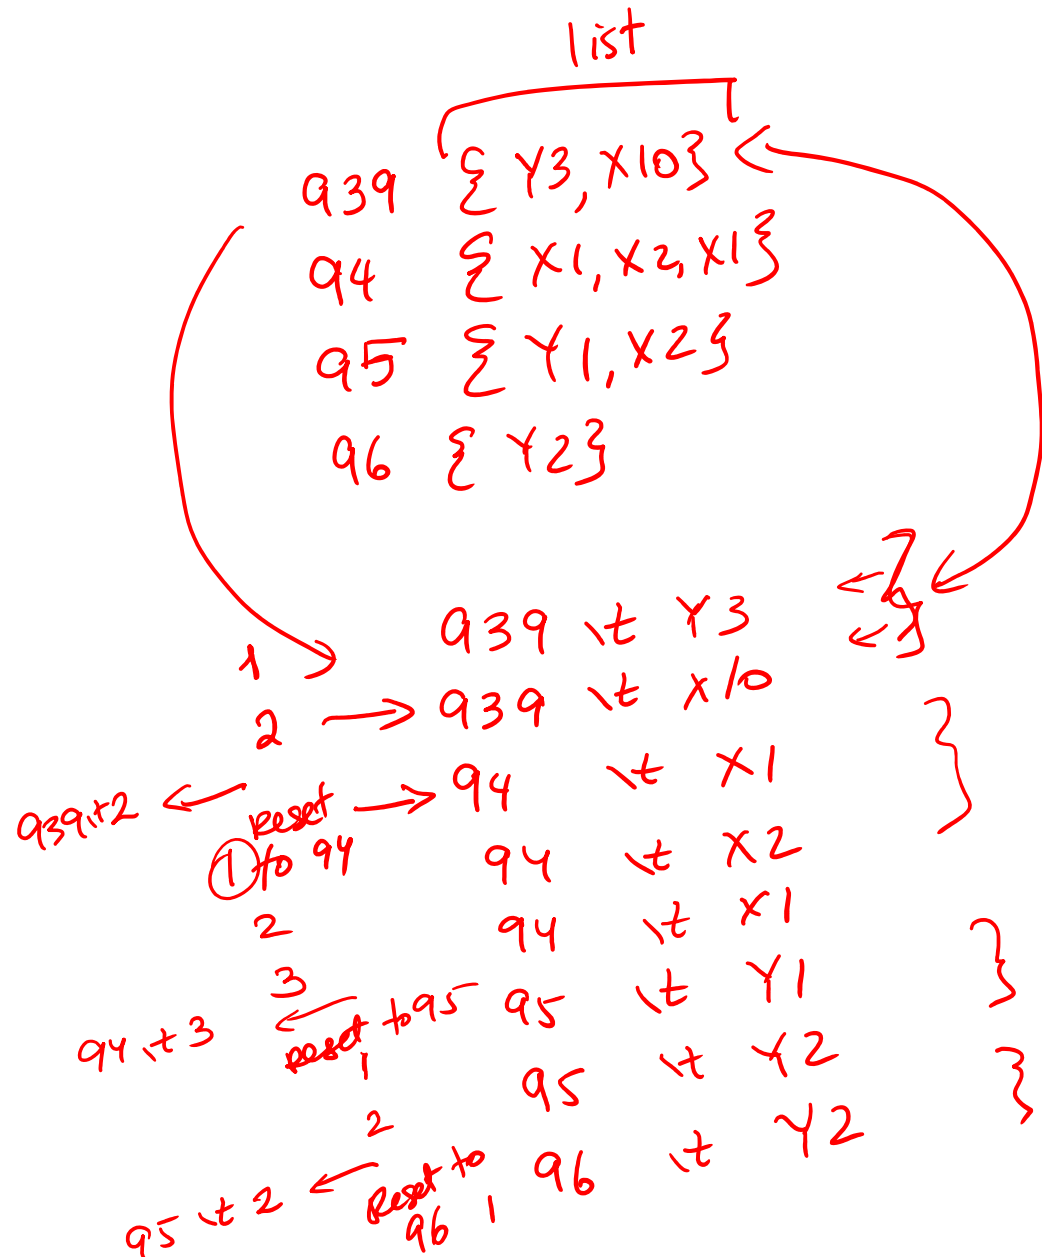 list
939 { Y3, X10}
94 { X1, X2, X1}
95 { Y1, X2}
96 { Y2}
1 939 \t Y3
2 939 \t X10
939\t2 reset 94 \t X1
1 to 94 94 \t X2
2 94 \t X1
3 95 \t Y1
94 \t 3 reset to 95
1 95 \t Y2
2 96 \t Y2
95 \t 2 Reset to
96 1